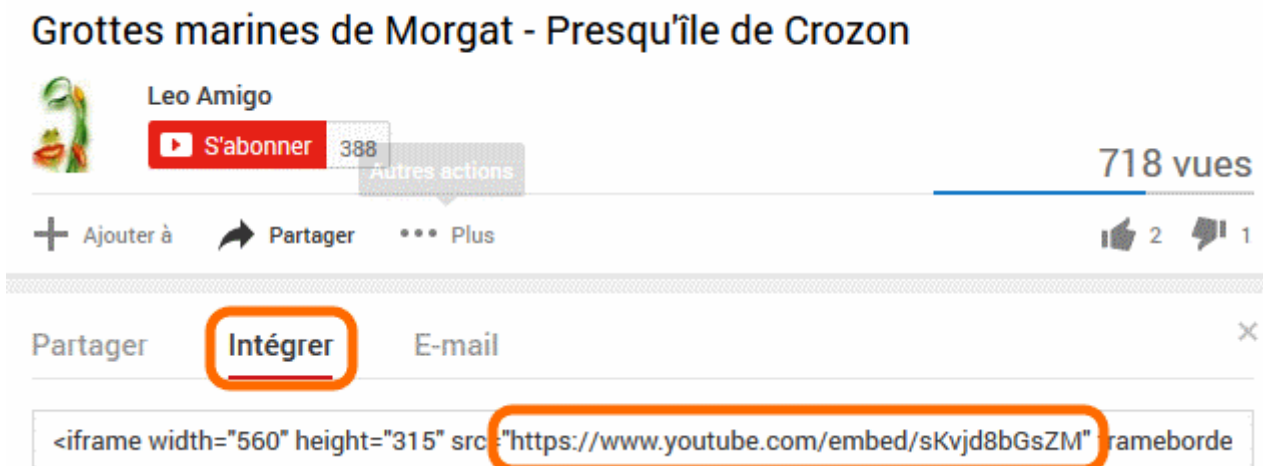 Grottes marines de Morgat - Presqu'île de Crozon
Leo Amigo
S'abonner 388
Autres actions
718 vues
Ajouter à Partager Plus 2 1
Partager Intégrer E-mail
<iframe width="560" height="315" src="https://www.youtube.com/embed/sKvjd8bGsZM" frameborde